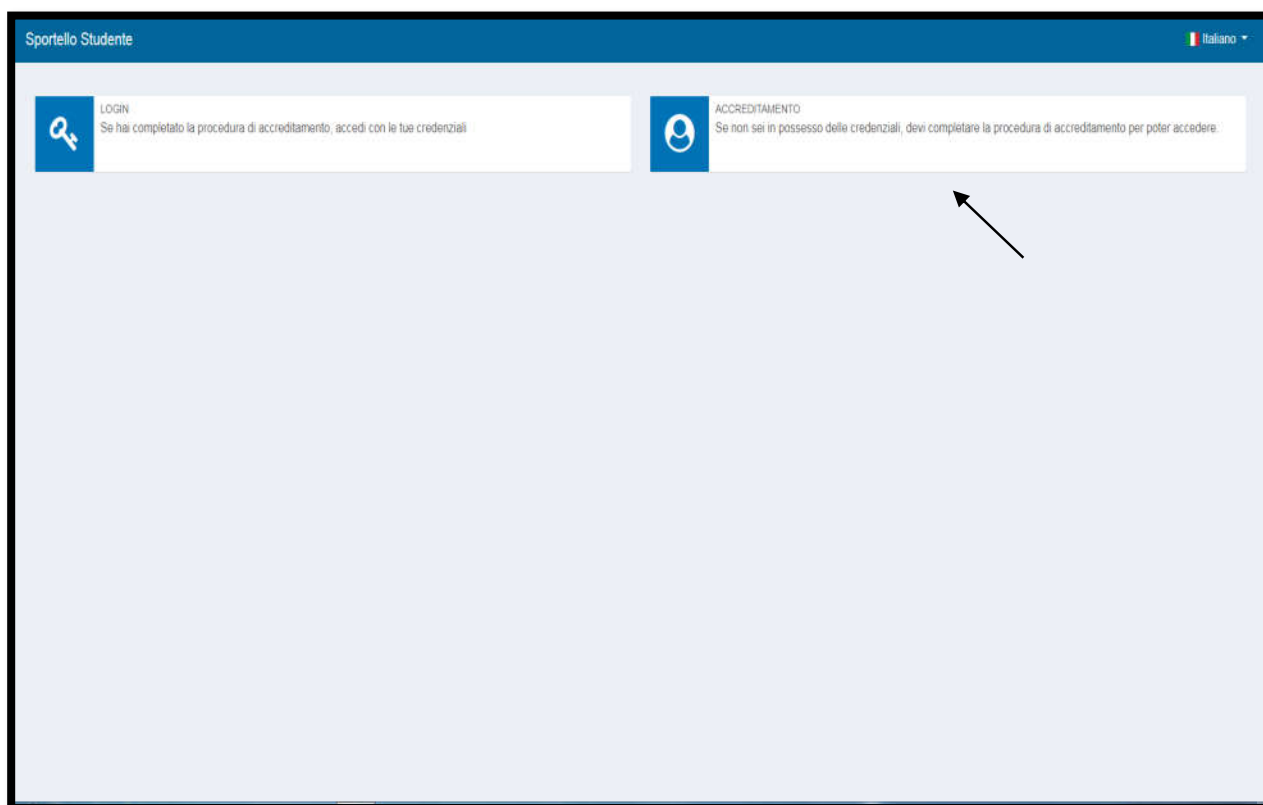 Sportello Studente
Italiano
LOGIN
Se hai completato la procedura di accreditamento, accedi con le tue credenziali
ACCREDITAMENTO
Se non sei in possesso delle credenziali, devi completare la procedura di accreditamento per poter accedere.